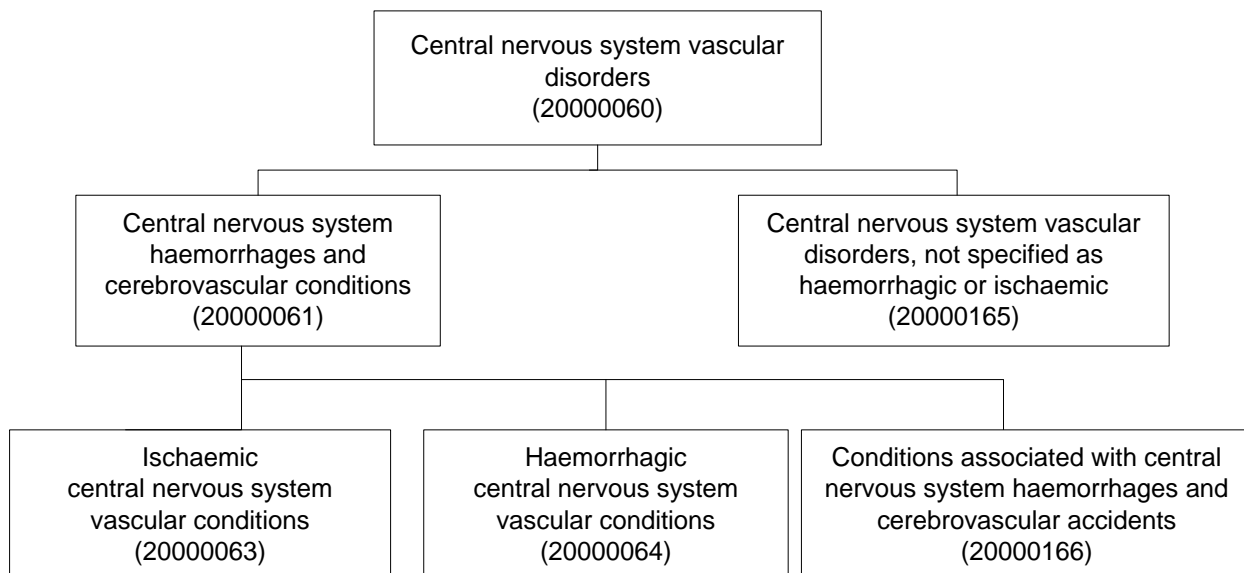 Central nervous system vascular
disorders
(20000060)
Central nervous system
haemorrhages and
cerebrovascular conditions
(20000061)
Central nervous system vascular
disorders, not specified as
haemorrhagic or ischaemic
(20000165)
Ischaemic
central nervous system
vascular conditions
(20000063)
Haemorrhagic
central nervous system
vascular conditions
(20000064)
Conditions associated with central
nervous system haemorrhages and
cerebrovascular accidents
(20000166)